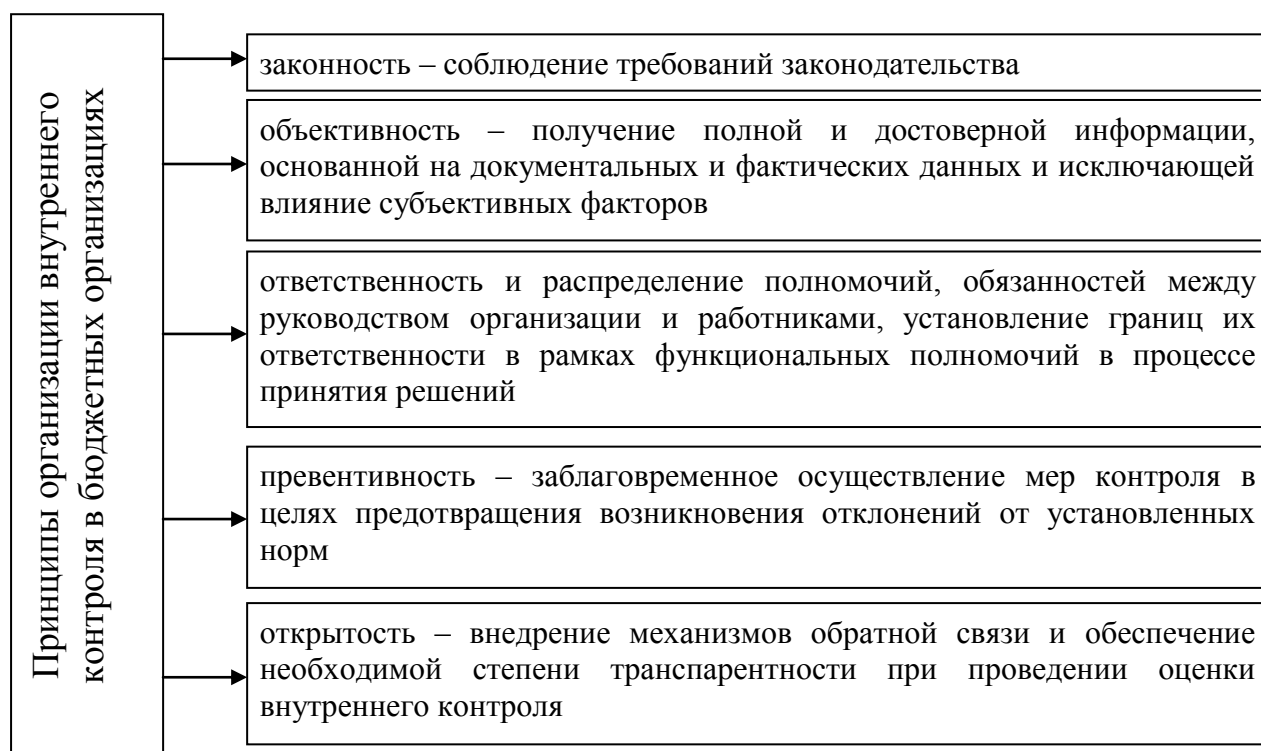 Принципы организации внутреннего
контроля в бюджетных организациях
законность – соблюдение требований законодательства
объективность – получение полной и достоверной информации,
основанной на документальных и фактических данных и исключающей
влияние субъективных факторов
ответственность и распределение полномочий, обязанностей между
руководством организации и работниками, установление границ их
ответственности в рамках функциональных полномочий в процессе
принятия решений
превентивность – заблаговременное осуществление мер контроля в
целях предотвращения возникновения отклонений от установленных
норм
открытость – внедрение механизмов обратной связи и обеспечение
необходимой степени транспарентности при проведении оценки
внутреннего контроля